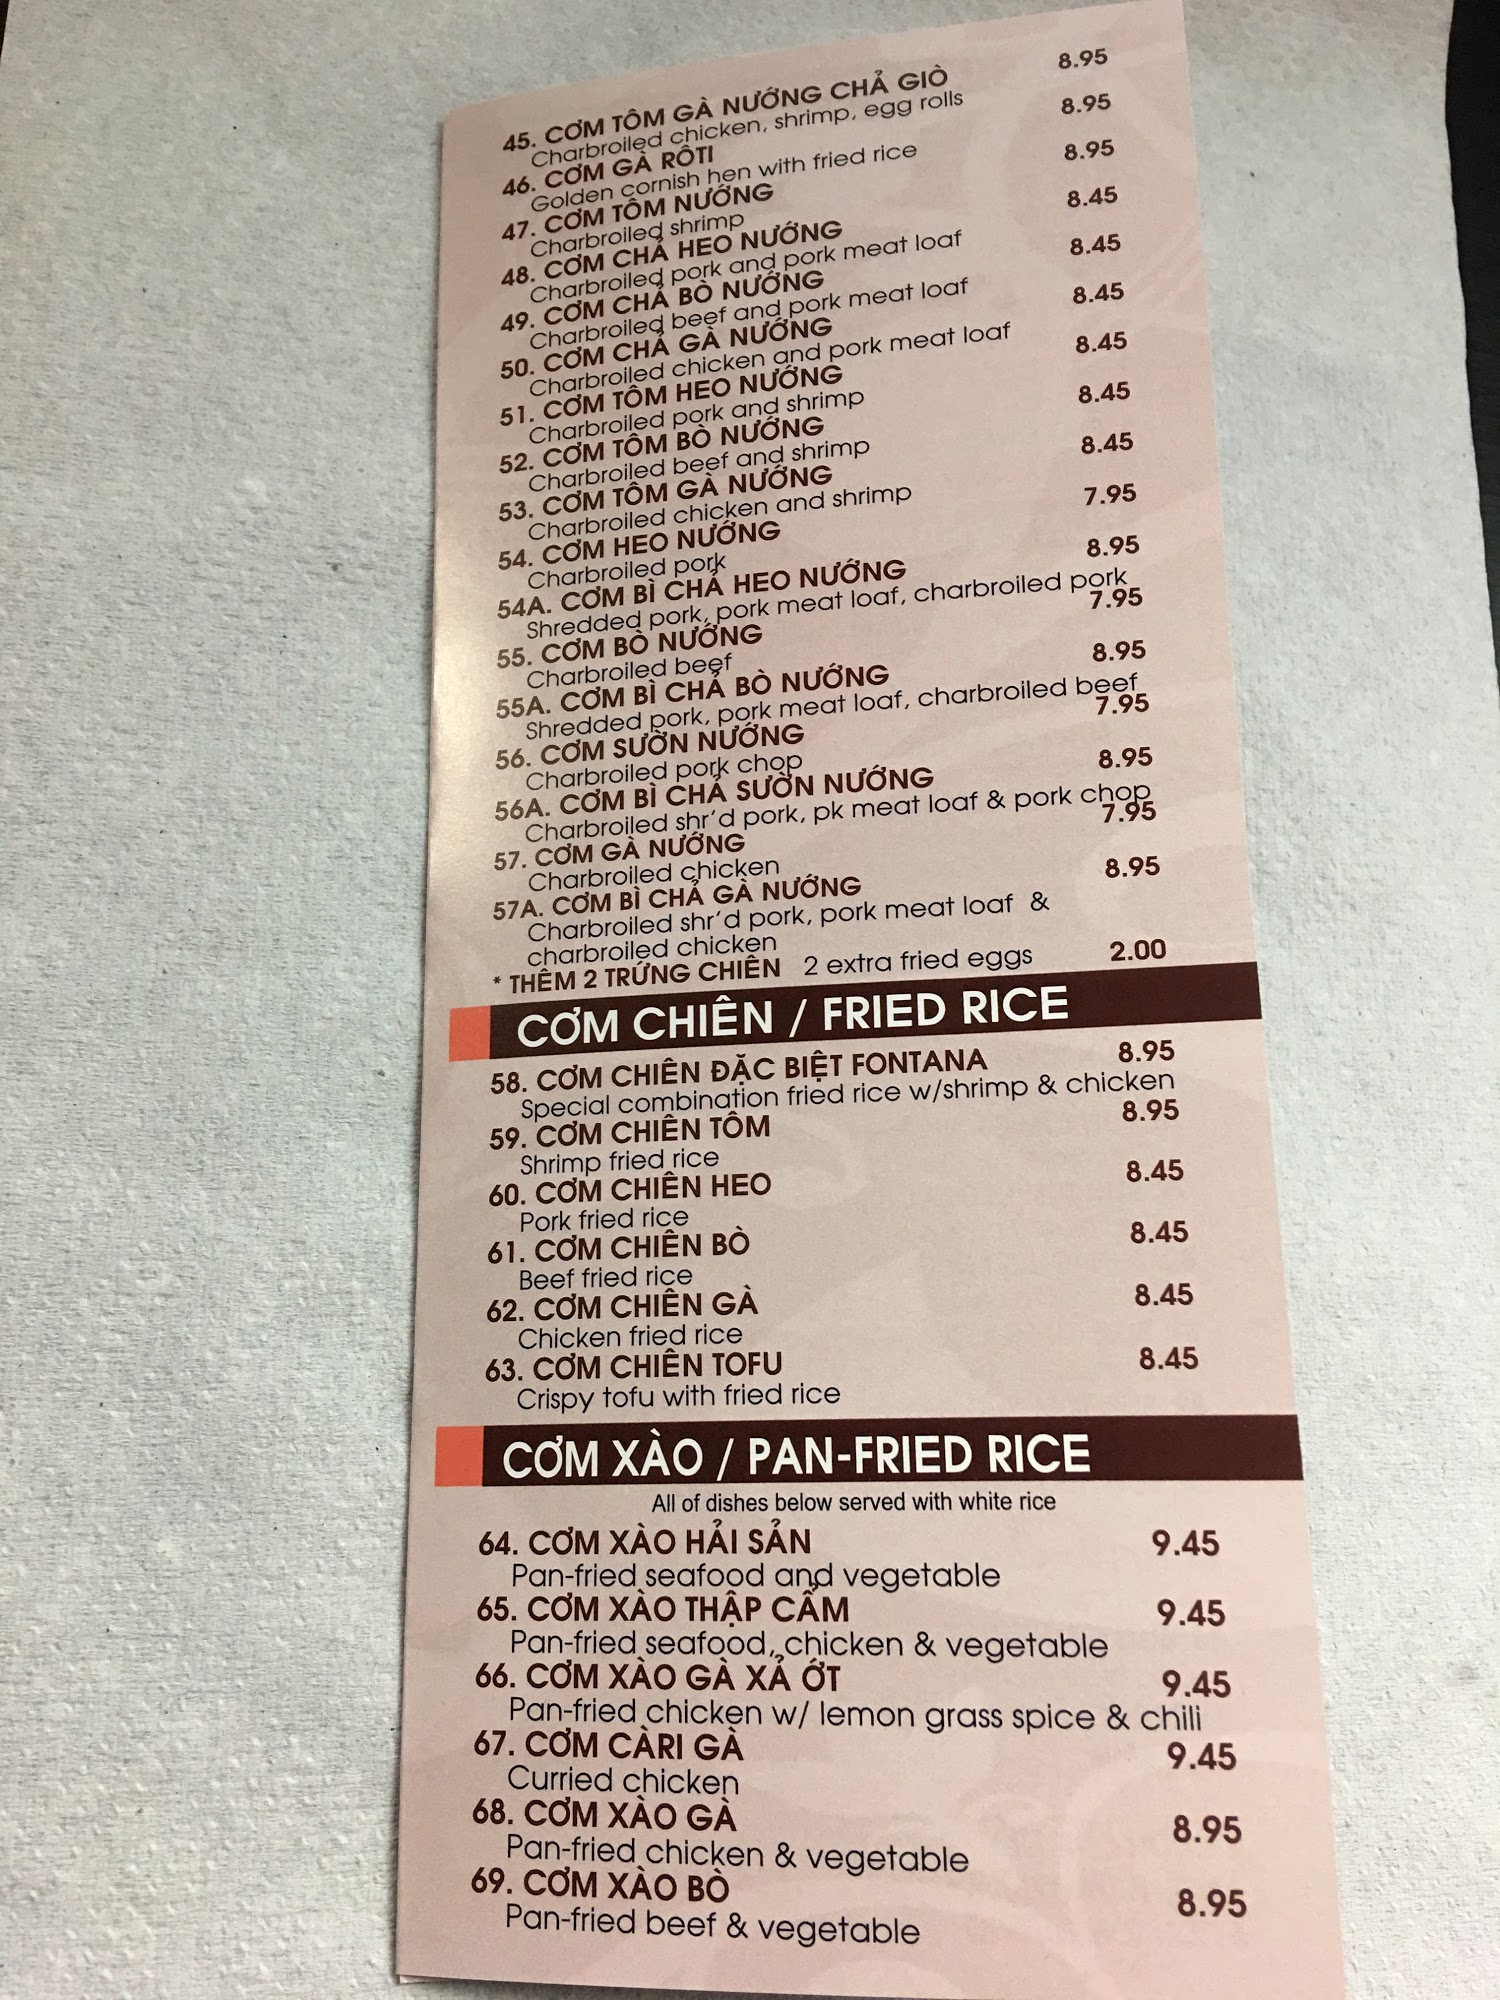 45. CƠM TÔM GÀ NƯỚNG CHẢ GIÒ 8.95
Charbroiled chicken, shrimp, egg rolls
46. CƠM GÀ RÔTI 8.95
Golden cornish hen with fried rice
47. CƠM TÔM NƯỚNG 8.95
Charbroiled shrimp
48. CƠM CHẢ HEO NƯỚNG 8.45
Charbroiled pork and pork meat loaf
49. CƠM CHẢ BÒ NƯỚNG 8.45
Charbroiled beef and pork meat loaf
50. CƠM CHẢ GÀ NƯỚNG 8.45
Charbroiled chicken and pork meat loaf
51. CƠM TÔM HEO NƯỚNG 8.45
Charbroiled pork and shrimp
52. CƠM TÔM BÒ NƯỚNG 8.45
Charbroiled beef and shrimp
53. CƠM TÔM GÀ NƯỚNG 8.45
Charbroiled chicken and shrimp
54. CƠM HEO NƯỚNG 7.95
Charbroiled pork
54A. CƠM BÌ CHẢ HEO NƯỚNG 8.95
Shredded pork, pork meat loaf, charbroiled pork
55. CƠM BÒ NƯỚNG 7.95
Charbroiled beef
55A. CƠM BÌ CHẢ BÒ NƯỚNG 8.95
Shredded pork, pork meat loaf, charbroiled beef
56. CƠM SƯỜN NƯỚNG 7.95
Charbroiled pork chop
56A. CƠM BÌ CHẢ SƯỜN NƯỚNG 8.95
Charbroiled shr'd pork, pk meat loaf & pork chop
57. CƠM GÀ NƯỚNG 7.95
Charbroiled chicken
57A. CƠM BÌ CHẢ GÀ NƯỚNG 8.95
Charbroiled shr'd pork, pork meat loaf &
charbroiled chicken
* THÊM 2 TRỨNG CHIÊN 2 extra fried eggs 2.00
CƠM CHIÊN / FRIED RICE
58. CƠM CHIÊN ĐẶC BIỆT FONTANA 8.95
Special combination fried rice w/shrimp & chicken
59. CƠM CHIÊN TÔM 8.95
Shrimp fried rice
60. CƠM CHIÊN HEO 8.45
Pork fried rice
61. CƠM CHIÊN BÒ 8.45
Beef fried rice
62. CƠM CHIÊN GÀ 8.45
Chicken fried rice
63. CƠM CHIÊN TOFU 8.45
Crispy tofu with fried rice
CƠM XÀO / PAN-FRIED RICE
All of dishes below served with white rice
64. CƠM XÀO HẢI SẢN 9.45
Pan-fried seafood and vegetable
65. CƠM XÀO THẬP CẨM 9.45
Pan-fried seafood, chicken & vegetable
66. CƠM XÀO GÀ XẢ ỚT 9.45
Pan-fried chicken w/ lemon grass spice & chili
67. CƠM CÀRI GÀ 9.45
Curried chicken
68. CƠM XÀO GÀ 8.95
Pan-fried chicken & vegetable
69. CƠM XÀO BÒ 8.95
Pan-fried beef & vegetable